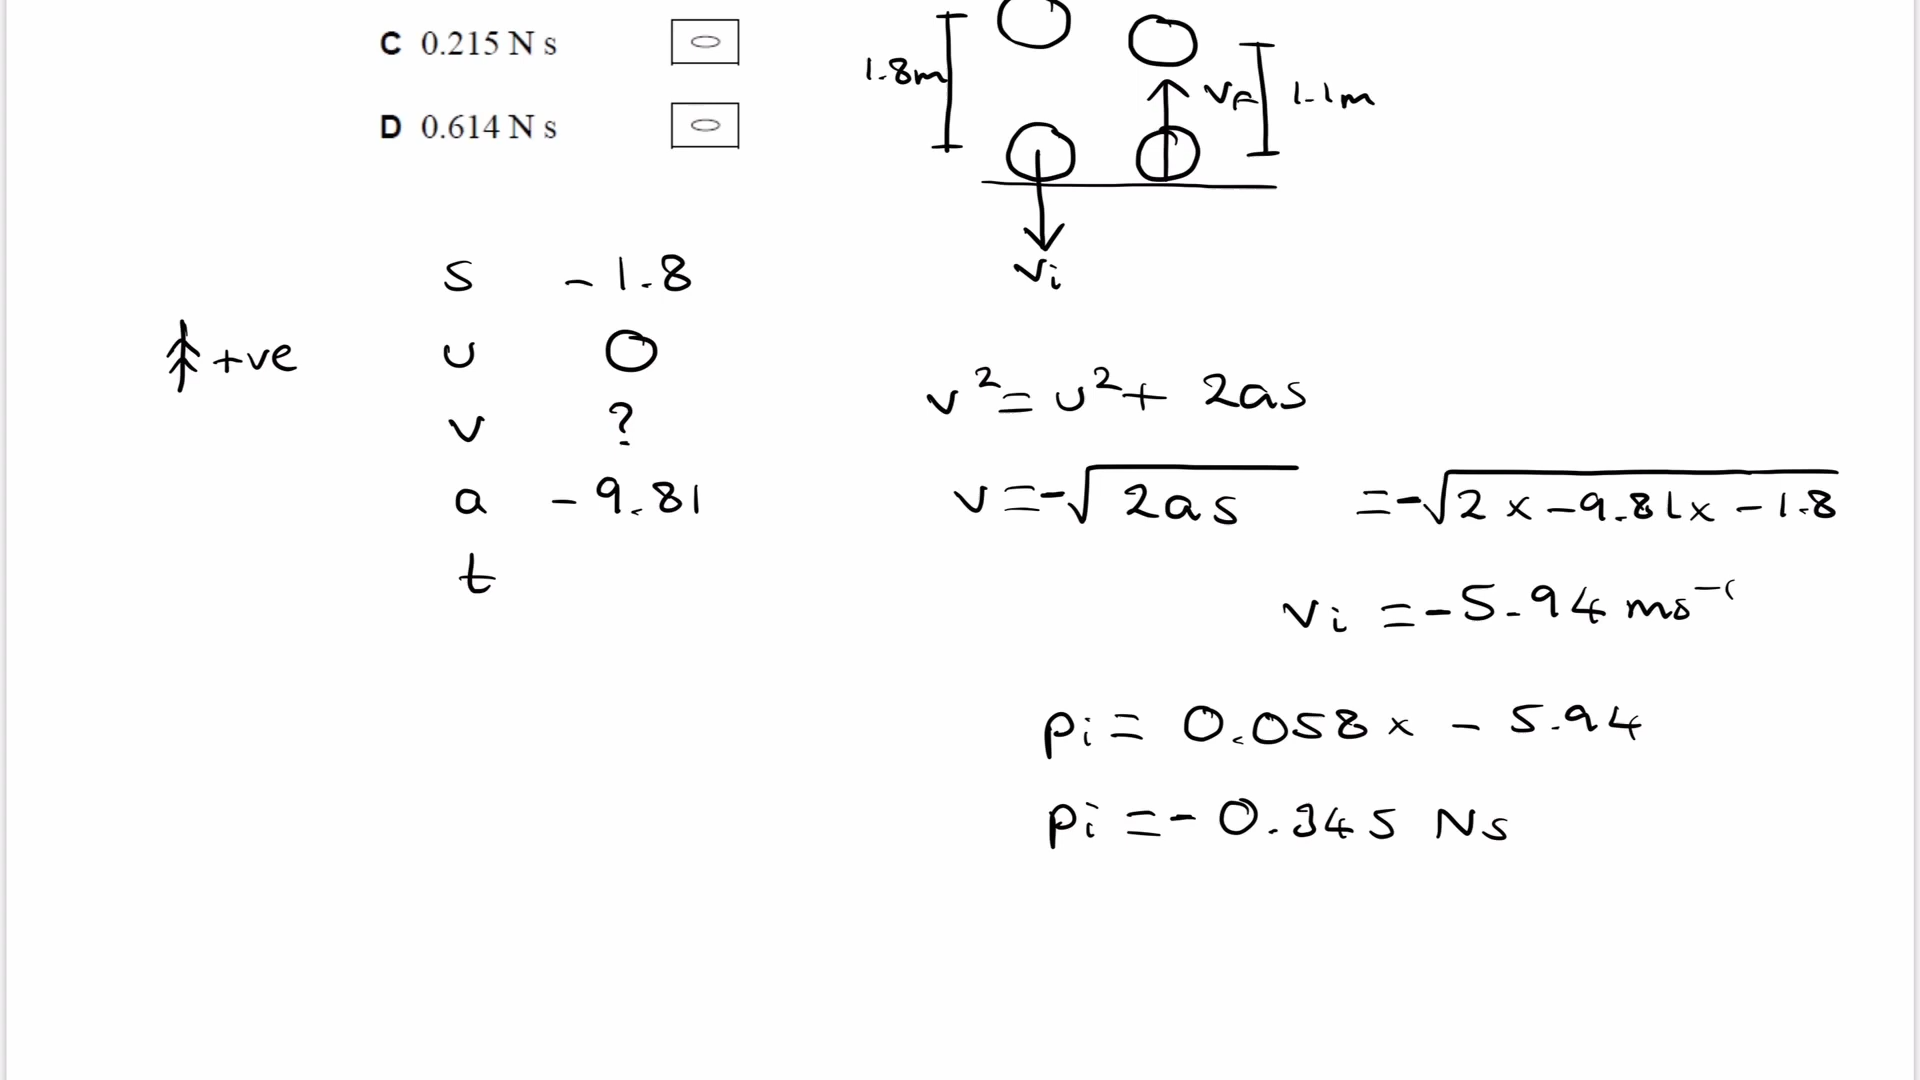 C 0.215 N s
1.8m
vF
1.1m
D 0.614 N s
vi
s - 1.8
+ve
u 0
v²= u²+ 2as
v ?
a - 9.81
v = -√2as = -√2 x -9.81x - 1.8
t
vi = -5.94 ms⁻¹
pi = 0.058 x - 5.94
pi = - 0.345 Ns